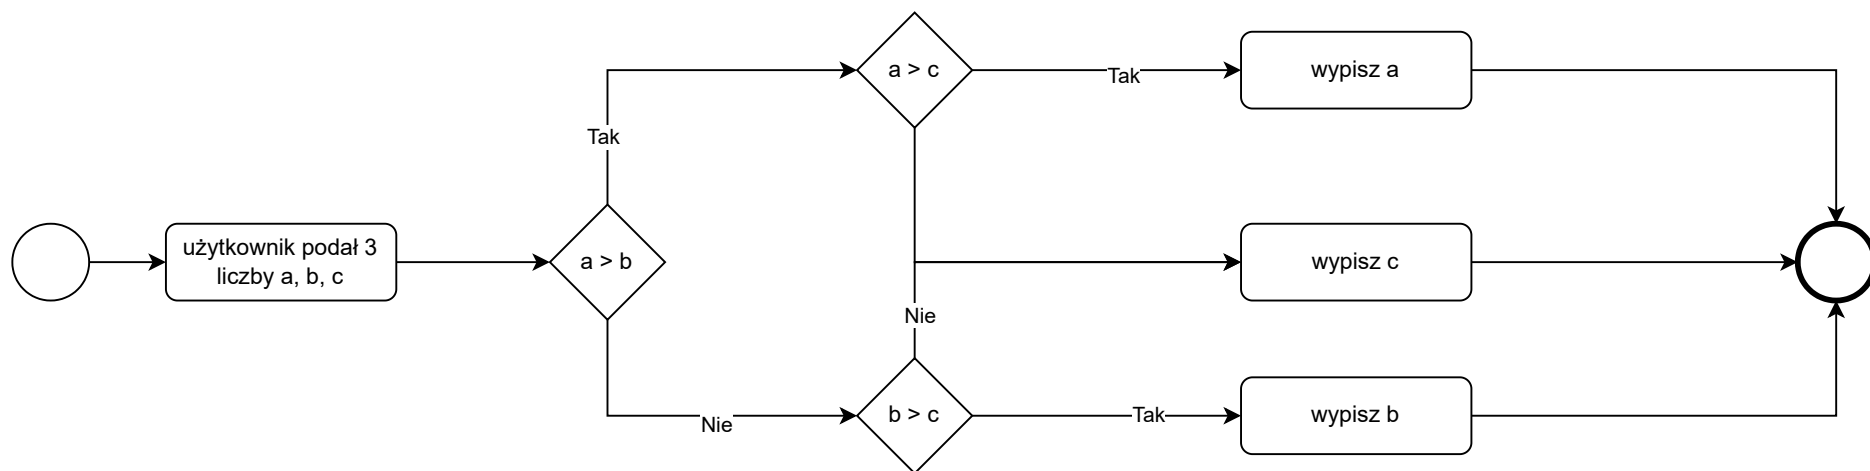 użytkownik podał 3
liczby a, b, c
a > b
Tak
Nie
a > c
Tak
wypisz a
wypisz c
Nie
b > c
Tak
wypisz b